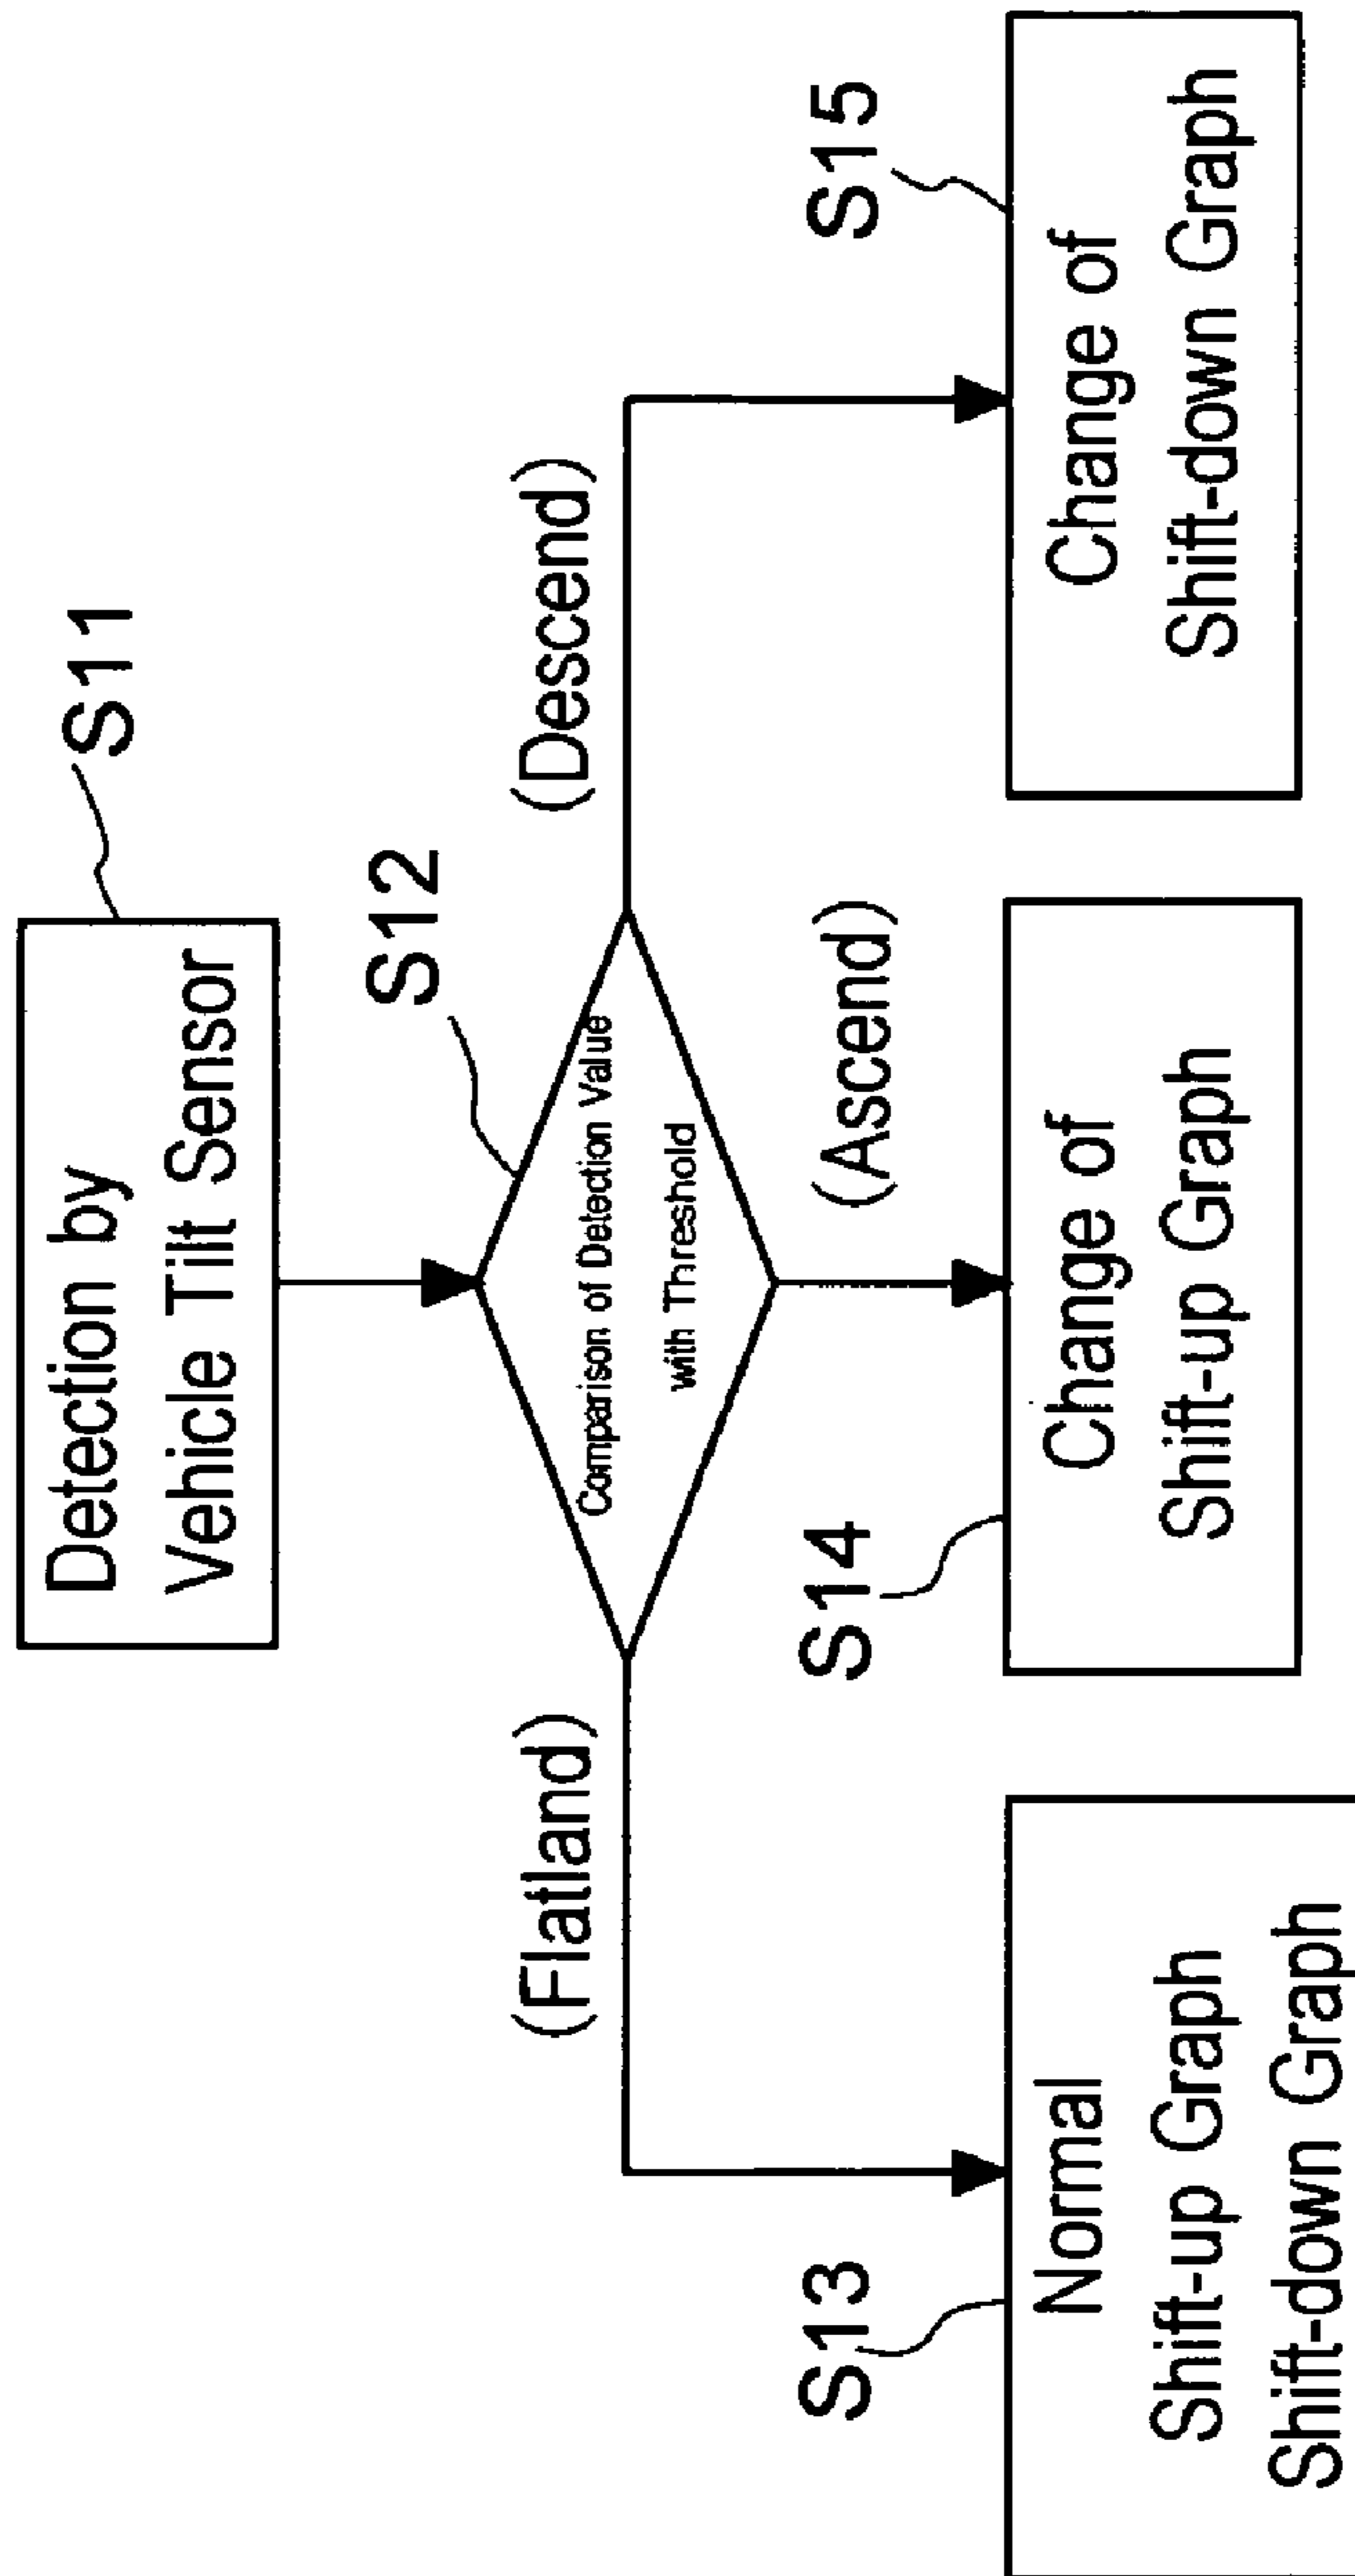 Detection by
Vehicle Tilt Sensor
S11
S12
Comparison of Detection Value
with Threshold
(Flatland)
(Ascend)
(Descend)
S13
Normal
Shift-up Graph
Shift-down Graph
S14
Change of
Shift-up Graph
S15
Change of
Shift-down Graph